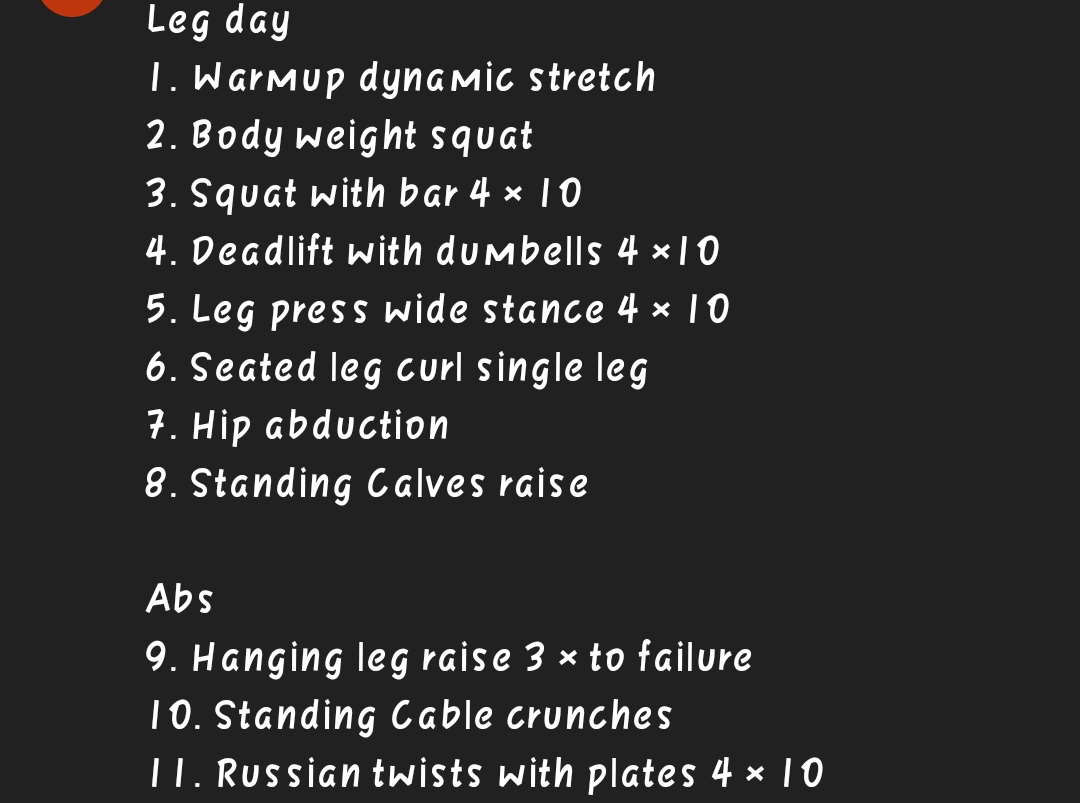 Leg day
1. Warmup dynamic stretch
2. Body weight squat
3. Squat with bar 4 × 10
4. Deadlift with dumbells 4 ×10
5. Leg press wide stance 4 × 10
6. Seated leg curl single leg
7. Hip abduction
8. Standing Calves raise
Abs
9. Hanging leg raise 3 × to failure
10. Standing Cable crunches
11. Russian twists with plates 4 × 10